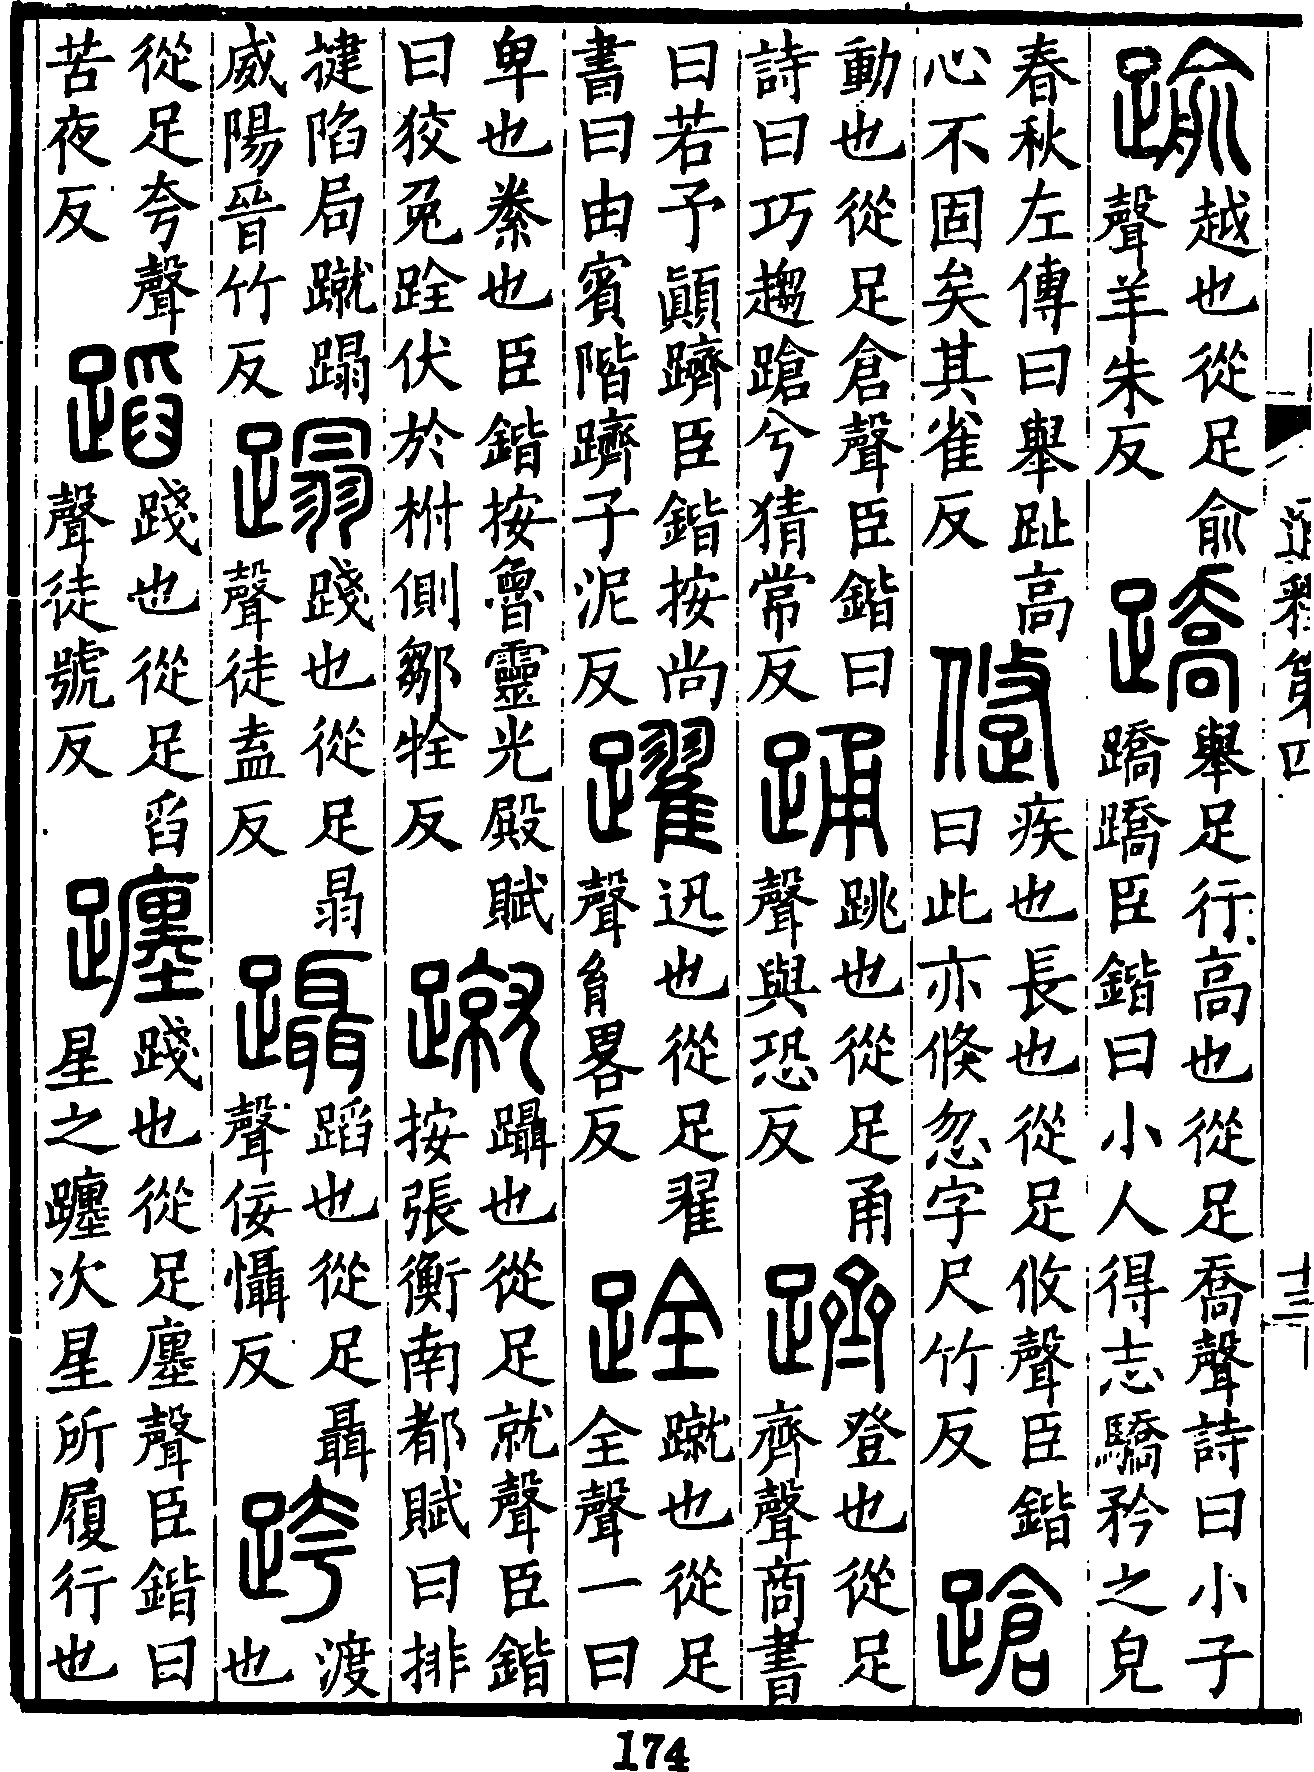 踰
越也從足俞
聲羊朱反
蹻
舉足行高也從足喬聲詩曰小子
蹻蹻臣鍇曰小人得志驕矜之皃
春秋左傳曰舉趾高
心不固矣其雀反
疾也長也從足攸聲臣鍇
曰此亦倏忽字尺竹反
蹌
動也從足倉聲臣鍇曰
詩曰巧趨蹌兮猜常反
踊
跳也從足甬
聲與恐反
躋
登也從足
齊聲商書
曰若予顛躋臣鍇按尚
書曰由賓階躋子泥反
躍
迅也從足翟
聲胤畧反
跧
蹴也從足
全聲一曰
卑也絭也臣鍇按魯靈光殿賦
曰狡兔跧伏於柎側鄒牷反
蹴
躡也從足就聲臣鍇
按張衡南都賦曰排
揵陷局蹴蹋
威陽晉竹反
蹋
踐也從足𦐇
聲徒盍反
躡
蹈也從足聶
聲佞懾反
跨
渡
也
從足夸聲
苦夜反
蹈
踐也從足舀
聲徒號反
躔
踐也從足廛聲臣鍇曰
星之躔次星所履行也
通釋第四
十三
174